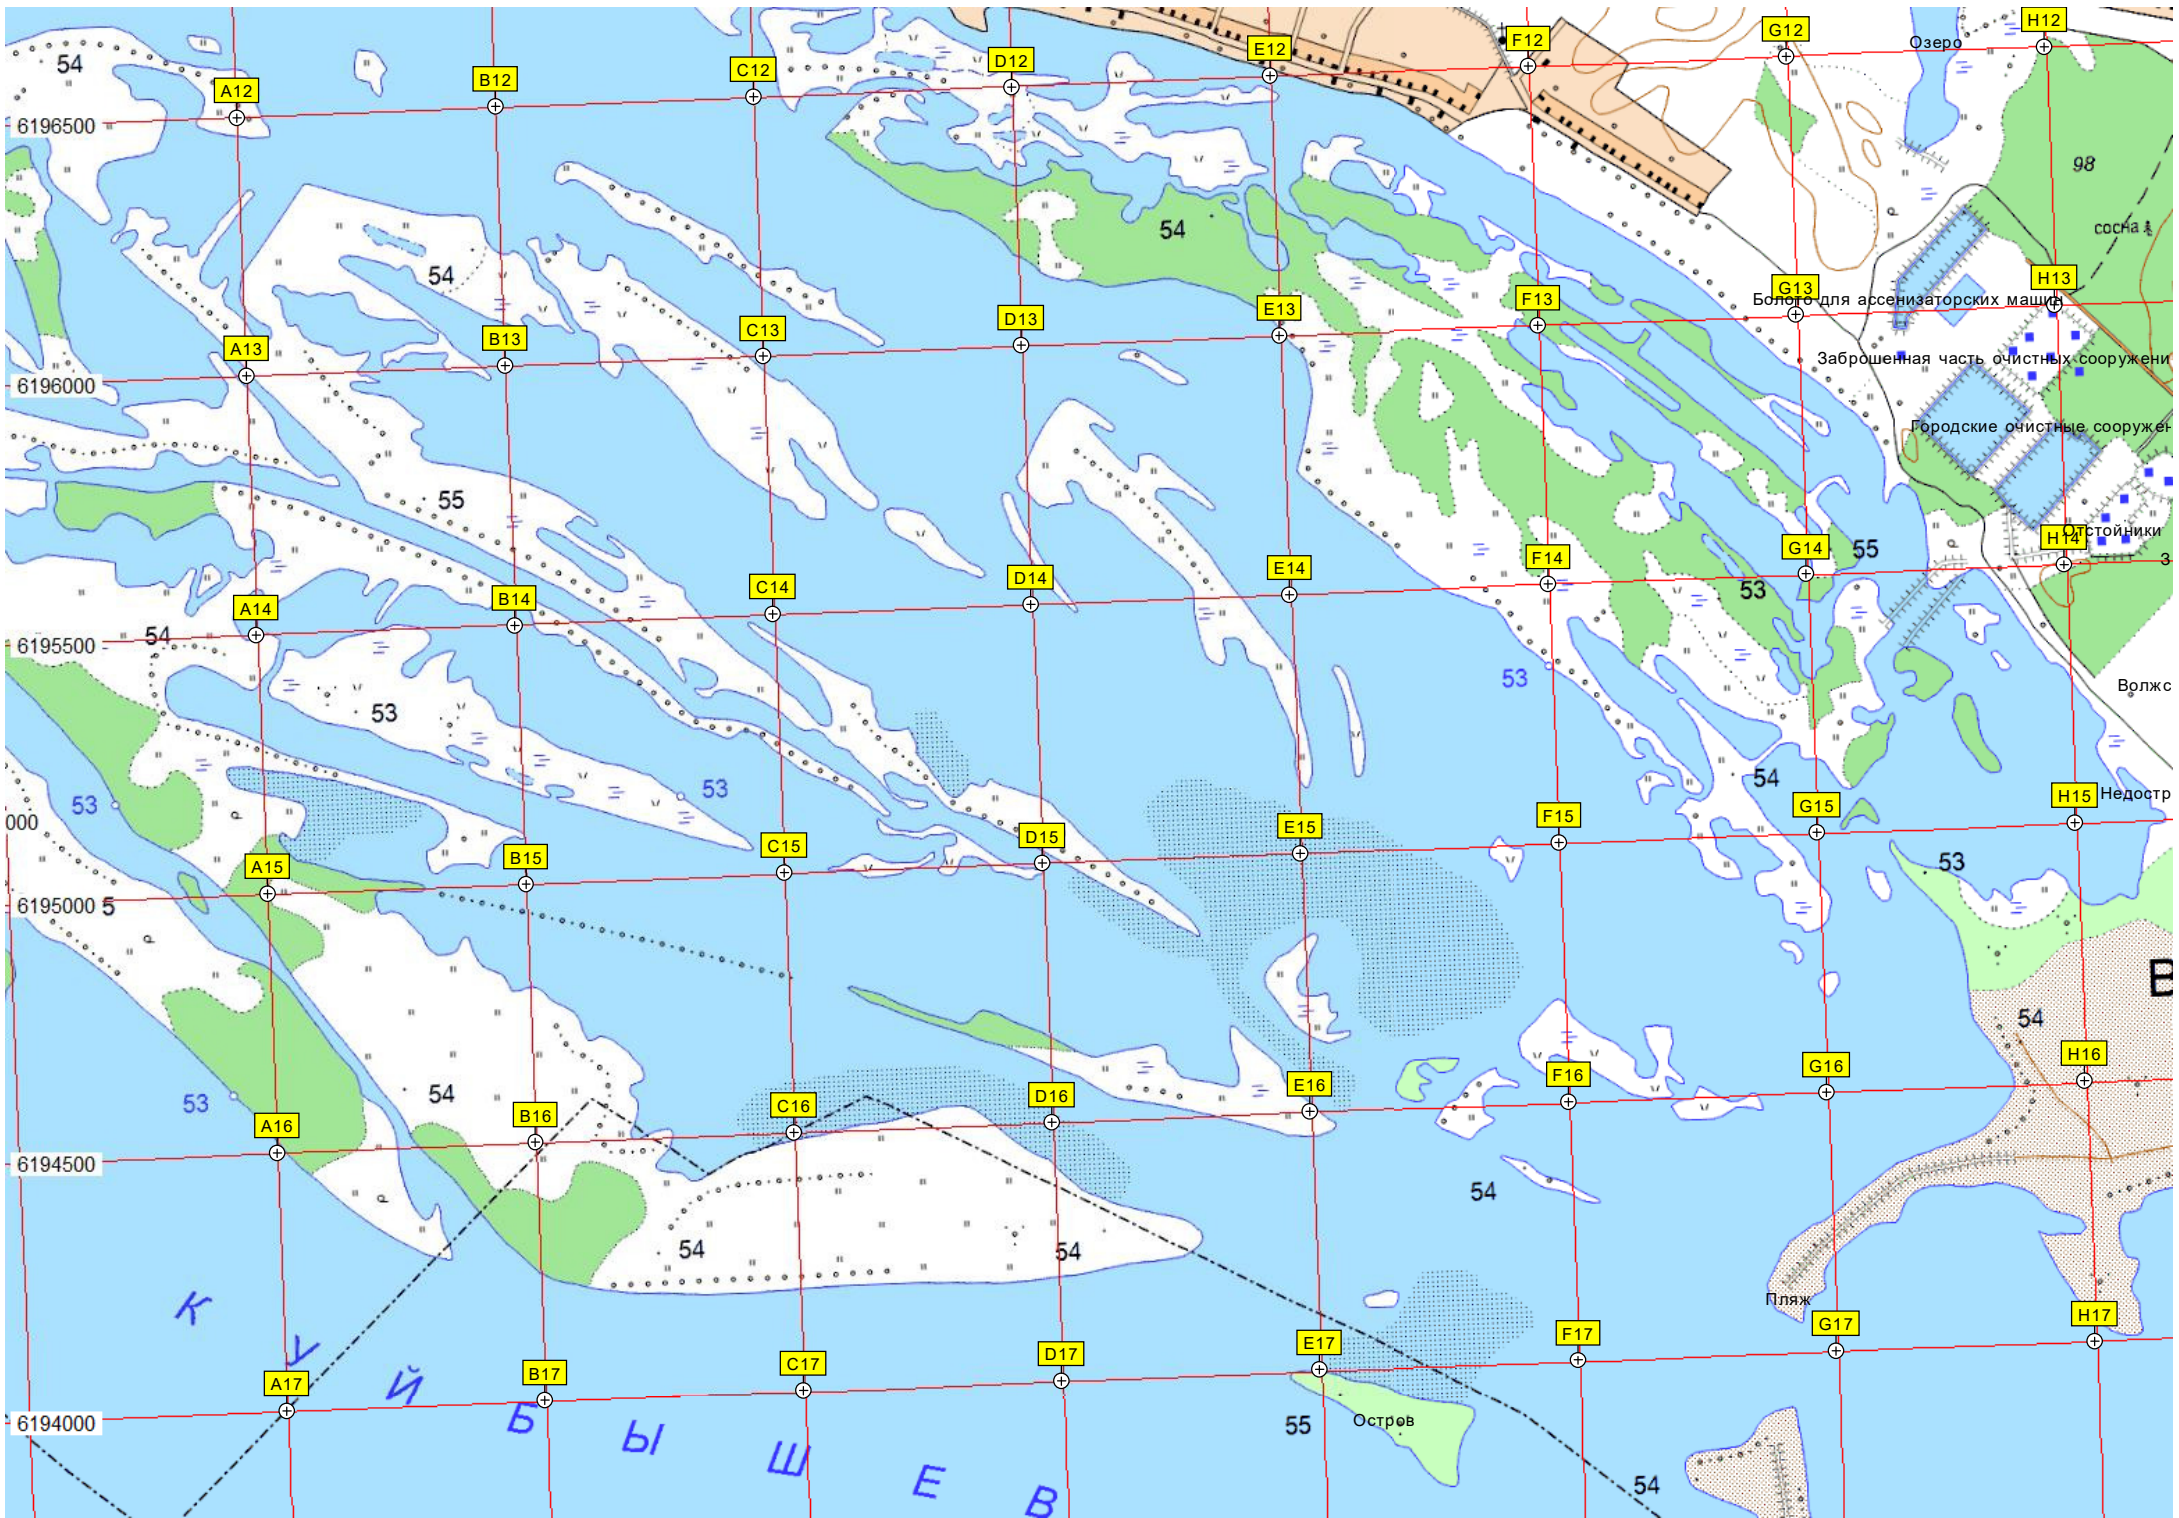 H12
G12
F12
Озеро
E12
D12
54
C12
B12
A12
6196500
98
сосна
54
54
H13
G13
Болото для ассенизаторских машин
F13
E13
D13
C13
B13
A13
Заброшенная часть очистных сооружени
6196000
Городские очистные сооружен
55
Отстойники
H14
55
G14
З
F14
E14
D14
C14
53
B14
A14
54
6195500
53
Волжс
53
54
53
53
H15
Недостр
G15
F15
000
E15
D15
C15
53
B15
A15
6195000
5
В
54
H16
G16
F16
E16
54
D16
53
C16
B16
A16
6194500
54
54
54
Пляж
К
H17
G17
F17
E17
У
D17
C17
B17
A17
Й
Остров
55
6194000
Б
Ы
Ш
Е
54
В